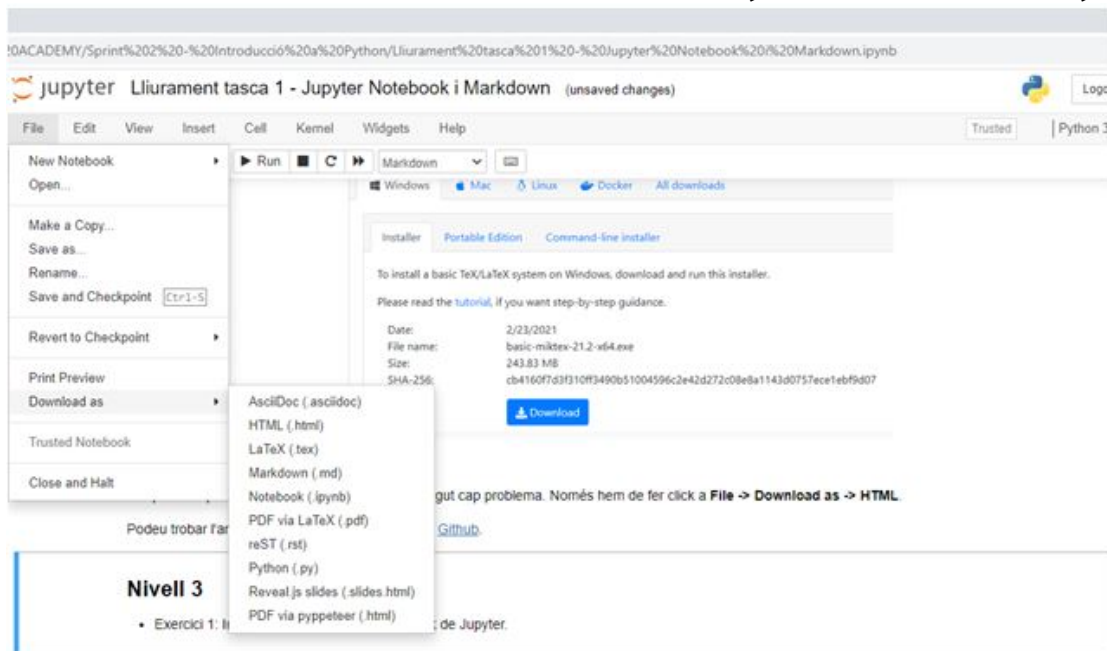 20ACADEMY/Sprint%202%20-%20Introducció%20a%20Python/Lliurament%20tasca%201%20-%20Jupyter%20Notebook%20i%20Markdown.ipynb
jupyter Lliurament tasca 1 - Jupyter Notebook i Markdown (unsaved changes)
File Edit View Insert Cell Kernel Widgets Help Trusted Python 3
New Notebook Run Markdown
Open...
Windows Mac Linux Docker All downloads
Make a Copy...
Save as...
Rename...
Save and Checkpoint Ctrl-S
Revert to Checkpoint
Print Preview
Download as
Trusted Notebook
Close and Halt
Installer Portable Edition Command-line installer
To install a basic TeX/LaTeX system on Windows, download and run this installer.
Please read the tutorial, if you want step-by-step guidance.
Date: 2/23/2021
File name: basic-miktex-21.2-x64.exe
Size: 243.83 MB
SHA-256: cb4160f7d3f310ff3490b51004596c2e42d272c08e8a1143d0757ece1ebf9d07
Download
AsciiDoc (.asciidoc)
HTML (.html)
LaTeX (.tex)
Markdown (.md)
Notebook (.ipynb)
PDF via LaTeX (.pdf)
reST (.rst)
Python (.py)
Reveal.js slides (.slides.html)
PDF via pyppeteer (.html)
gut cap problema. Només hem de fer click a File -> Download as -> HTML.
Podeu trobar l'ar Github.
Nivell 3
• Exercici 1: de Jupyter.